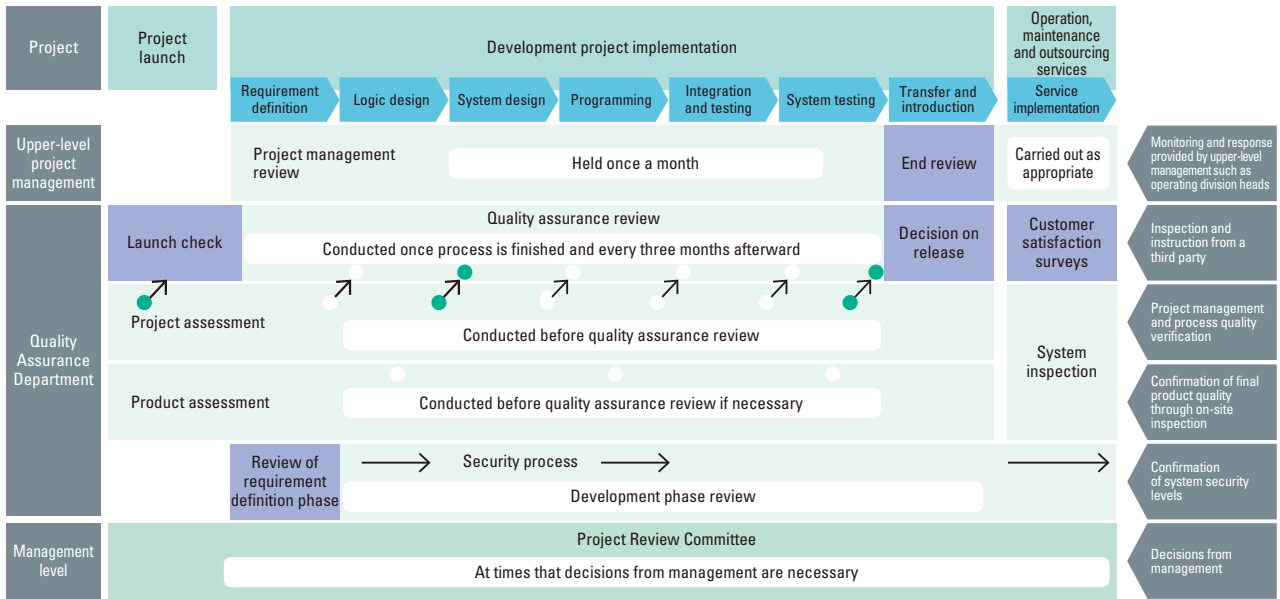 Project
Project
launch
Development project implementation
Operation,
maintenance
and outsourcing
services
Requirement
definition
Logic design
System design
Programming
Integration
and testing
System testing
Transfer and
introduction
Service
implementation
Upper-level
project
management
Project management
review
Held once a month
End review
Carried out as
appropriate
Monitoring and response
provided by upper-level
management such as
operating division heads
Quality
Assurance
Department
Launch check
Quality assurance review
Conducted once process is finished and every three months afterward
Decision on
release
Customer
satisfaction
surveys
Inspection and
instruction from a
third party
Project assessment
Conducted before quality assurance review
System
inspection
Project management
and process quality
verification
Product assessment
Conducted before quality assurance review if necessary
Confirmation of final
product quality
through on-site
inspection
Review of
requirement
definition phase
Security process
Development phase review
Confirmation
of system security
levels
Management
level
Project Review Committee
At times that decisions from management are necessary
Decisions from
management